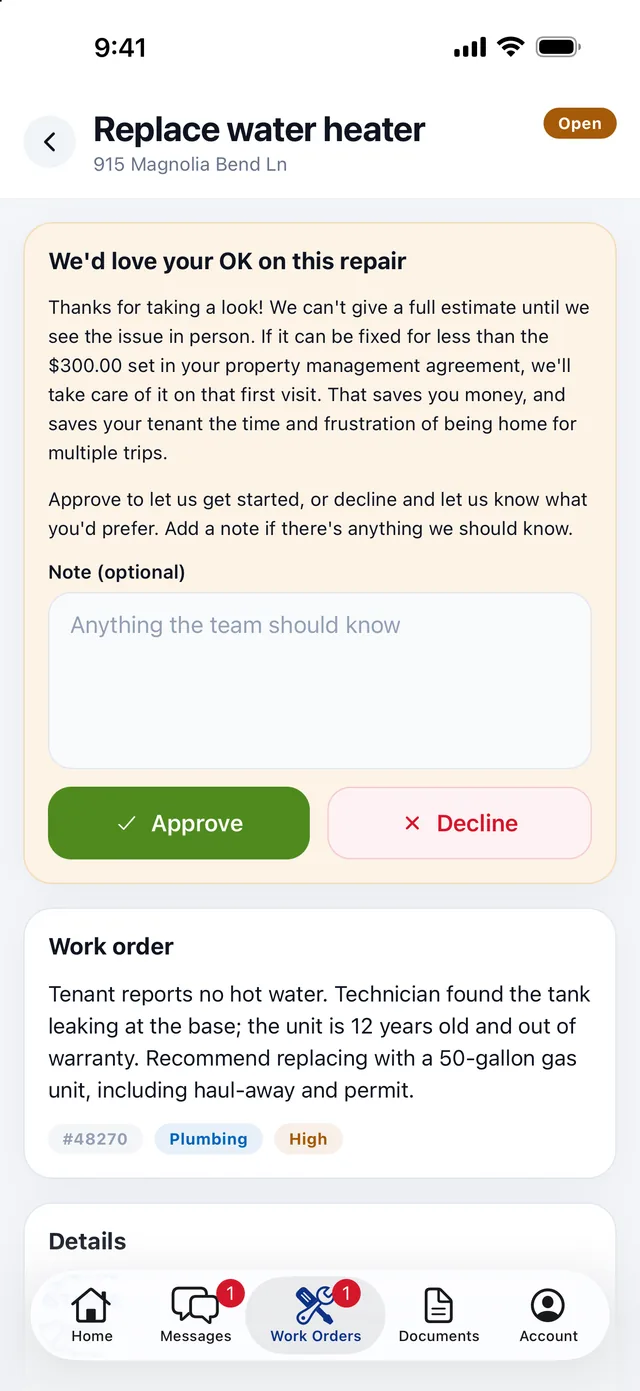 9:41
Replace water heater
Open
915 Magnolia Bend Ln
We'd love your OK on this repair
Thanks for taking a look! We can't give a full estimate until we
see the issue in person. If it can be fixed for less than the
$300.00 set in your property management agreement, we'll
take care of it on that first visit. That saves you money, and
saves your tenant the time and frustration of being home for
multiple trips.
Approve to let us get started, or decline and let us know what
you'd prefer. Add a note if there's anything we should know.
Note (optional)
Anything the team should know
Approve
Decline
Work order
Tenant reports no hot water. Technician found the tank
leaking at the base; the unit is 12 years old and out of
warranty. Recommend replacing with a 50-gallon gas
unit, including haul-away and permit.
#48270
Plumbing
High
Details
1
1
Home
Messages
Work Orders
Documents
Account